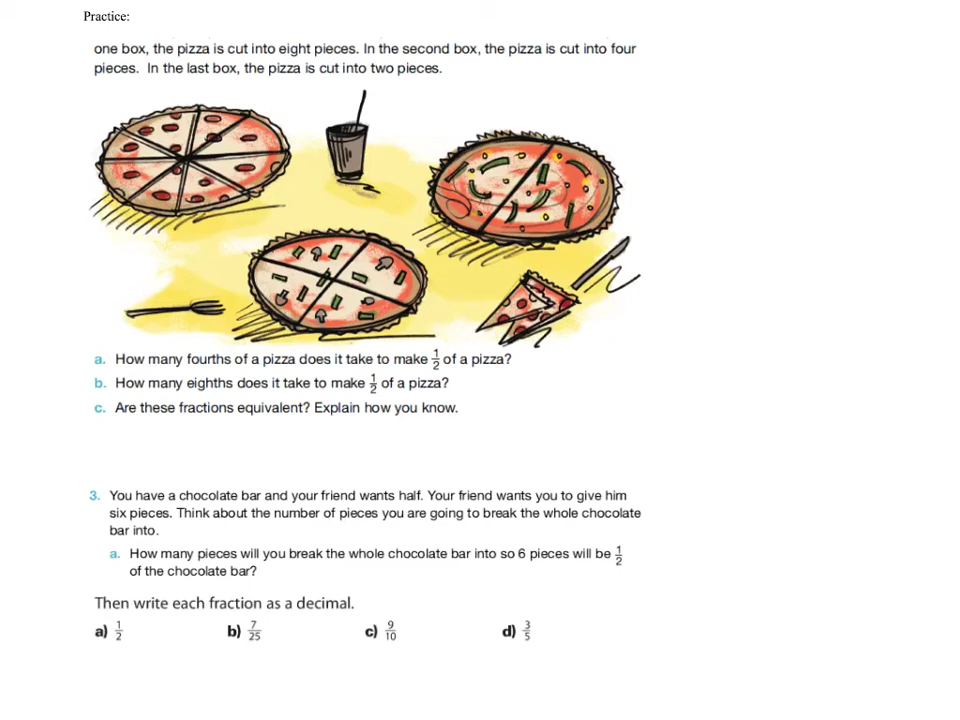 Practice:
one box, the pizza is cut into eight pieces. In the second box, the pizza is cut into four
pieces. In the last box, the pizza is cut into two pieces.
a. How many fourths of a pizza does it take to make 1/2 of a pizza?
b. How many eighths does it take to make 1/2 of a pizza?
c. Are these fractions equivalent? Explain how you know.
3. You have a chocolate bar and your friend wants half. Your friend wants you to give him
six pieces. Think about the number of pieces you are going to break the whole chocolate
bar into.
a. How many pieces will you break the whole chocolate bar into so 6 pieces will be 1/2
of the chocolate bar?
Then write each fraction as a decimal.
a) 1/2 b) 7/25 c) 9/10 d) 3/5